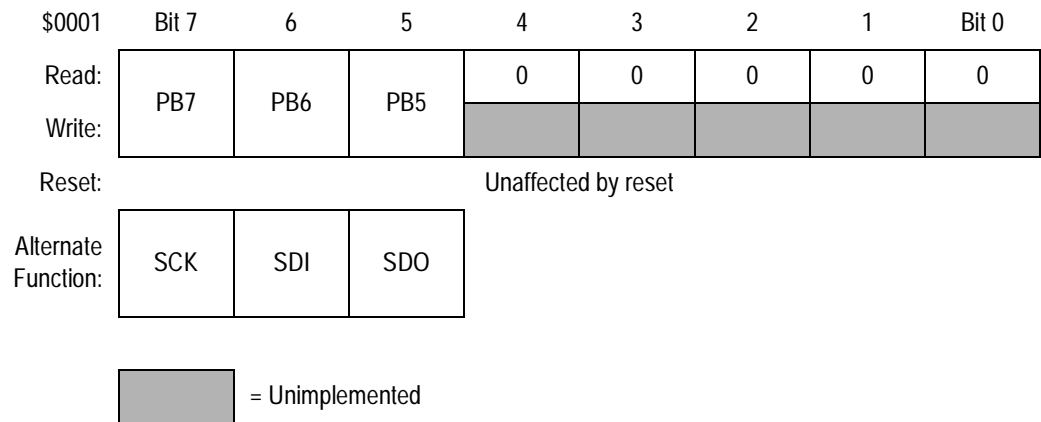 $0001 Bit 7 6 5 4 3 2 1 Bit 0
Read: PB7 PB6 PB5 0 0 0 0 0
Write:
Reset: Unaffected by reset
Alternate
Function: SCK SDI SDO
= Unimplemented